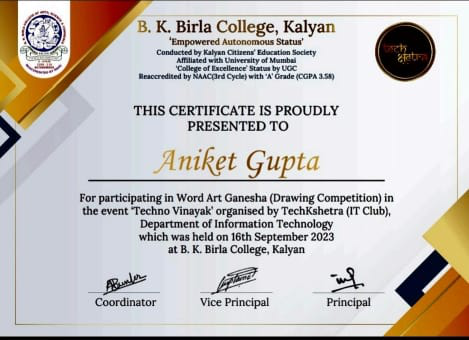 B. K. Birla College, Kalyan
'Empowered Autonomous Status'
Conducted by Kalyan Citizens' Education Society
Affiliated with University of Mumbai
'College of Excellence' Status by UGC
Reaccredited by NAAC(3rd Cycle) with 'A' Grade (CGPA 3.58)
tech
kshetra
THIS CERTIFICATE IS PROUDLY
PRESENTED TO
Aniket Gupta
For participating in Word Art Ganesha (Drawing Competition) in
the event 'Techno Vinayak' organised by TechKshetra (IT Club),
Department of Information Technology
which was held on 16th September 2023
at B. K. Birla College, Kalyan
Coordinator
Vice Principal
Principal